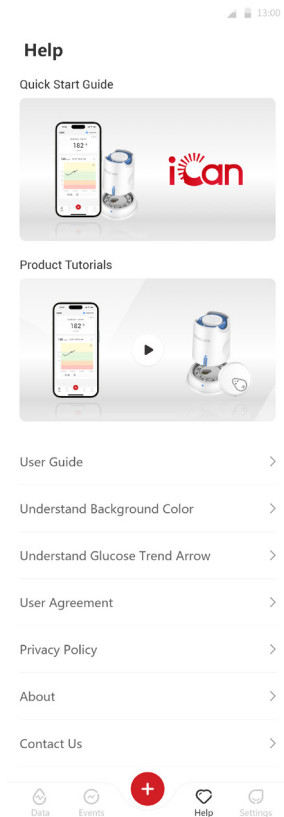 13:00
Help
Quick Start Guide
182
iCan
Product Tutorials
182
User Guide
Understand Background Color
Understand Glucose Trend Arrow
User Agreement
Privacy Policy
About
Contact Us
Data
Events
+
Help
Settings